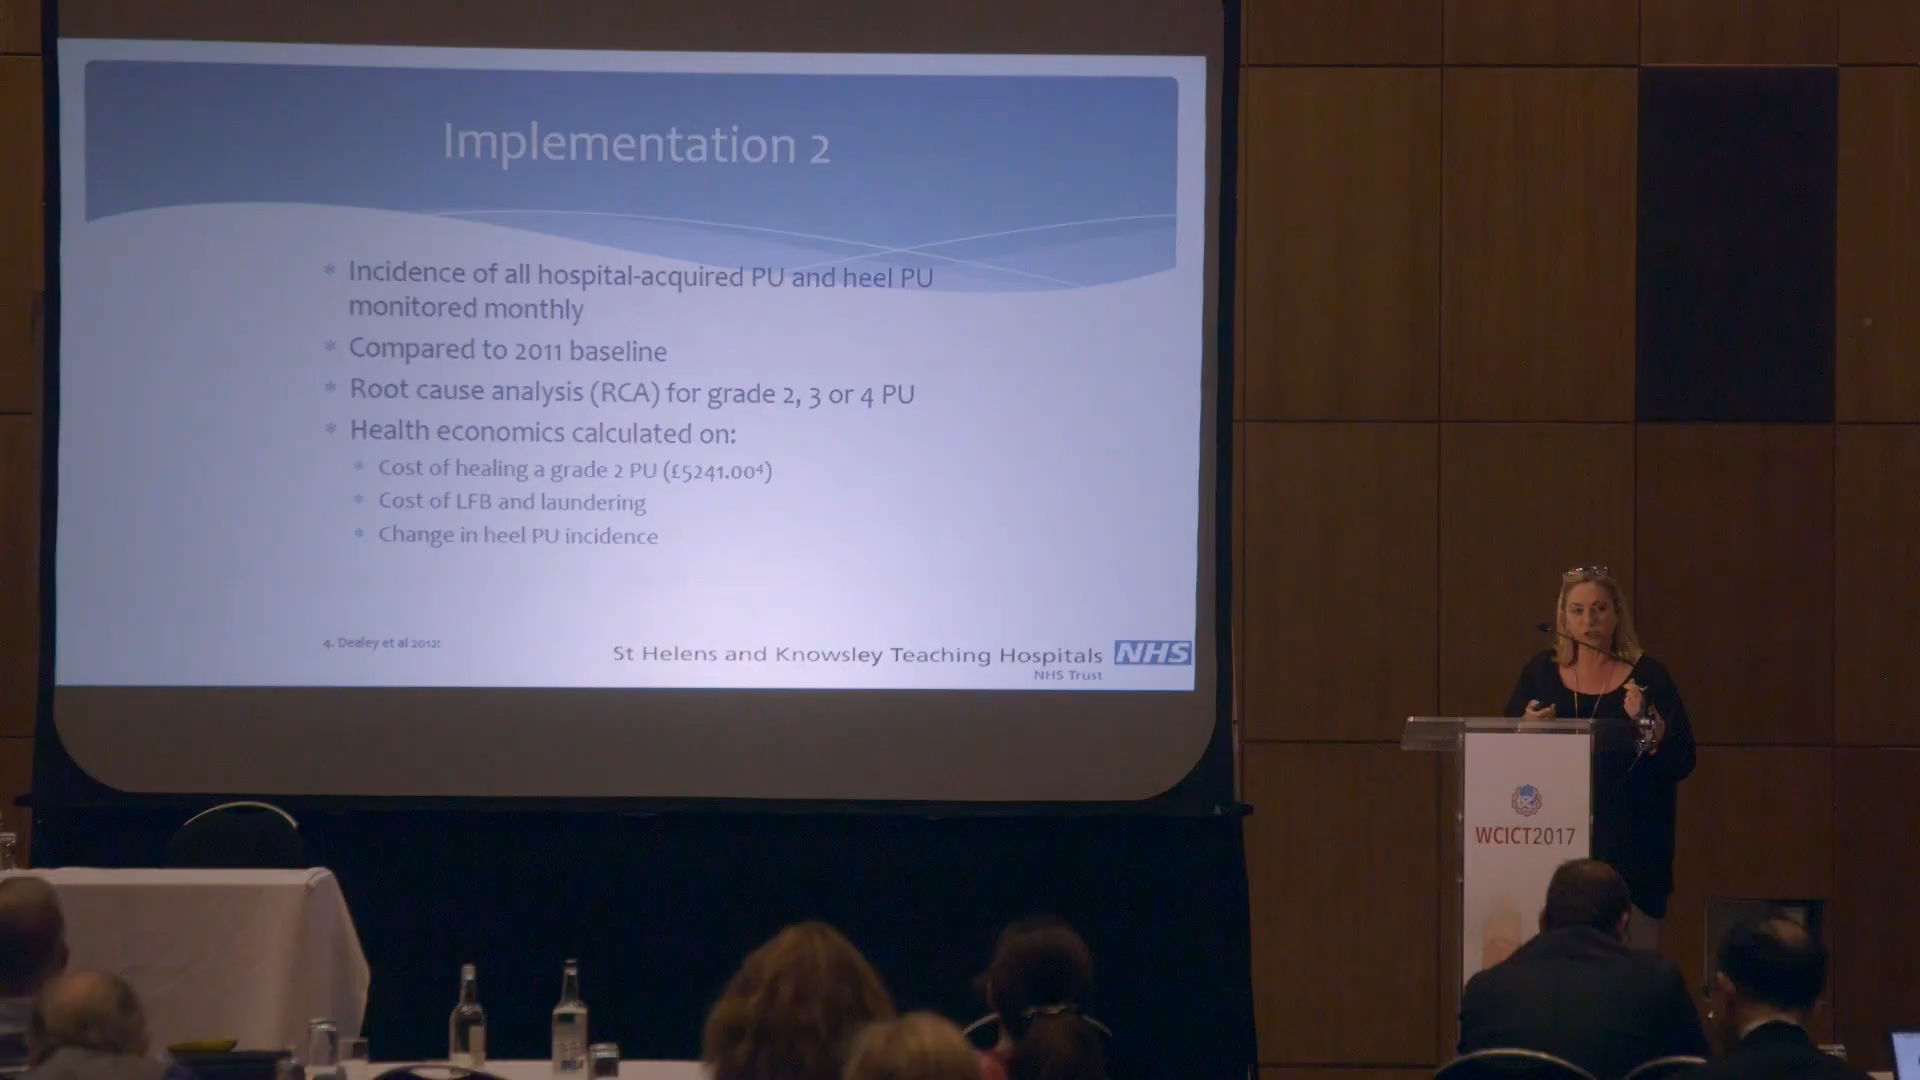 Implementation 2
* Incidence of all hospital-acquired PU and heel PU
monitored monthly
* Compared to 2011 baseline
* Root cause analysis (RCA) for grade 2, 3 or 4 PU
* Health economics calculated on:
* Cost of healing a grade 2 PU (£5241.00⁴)
* Cost of LFB and laundering
* Change in heel PU incidence
4. Dealey et al 2012:
St Helens and Knowsley Teaching Hospitals NHS
NHS Trust
WCICT2017